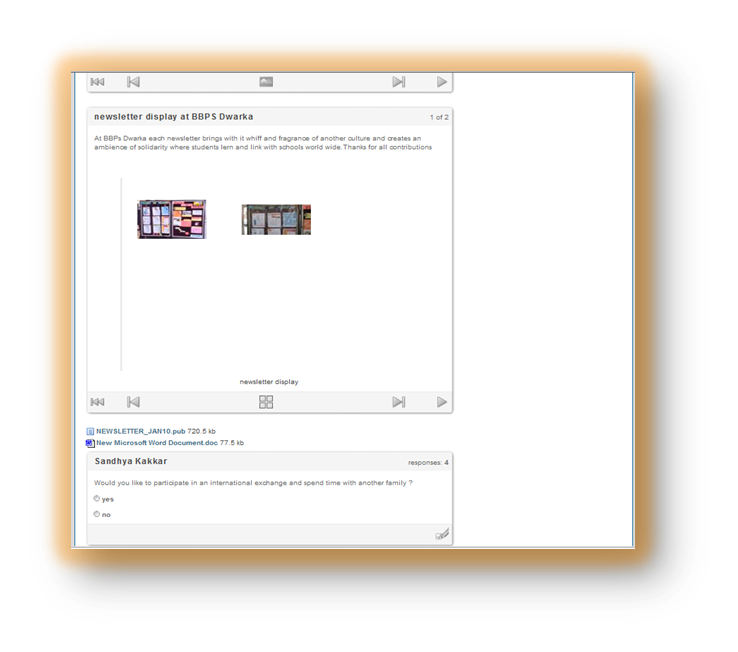 newsletter display at BBPS Dwarka
1 of 2
At BBPs Dwarka each newsletter brings with it whiff and fragrance of another culture and creates an
ambience of solidarity where students lern and link with schools world wide. Thanks for all contributions
newsletter display
NEWSLETTER_JAN10.pub 720.5 kb
New Microsoft Word Document.doc 77.5 kb
Sandhya Kakkar
responses: 4
Would you like to participate in an international exchange and spend time with another family ?
yes
no